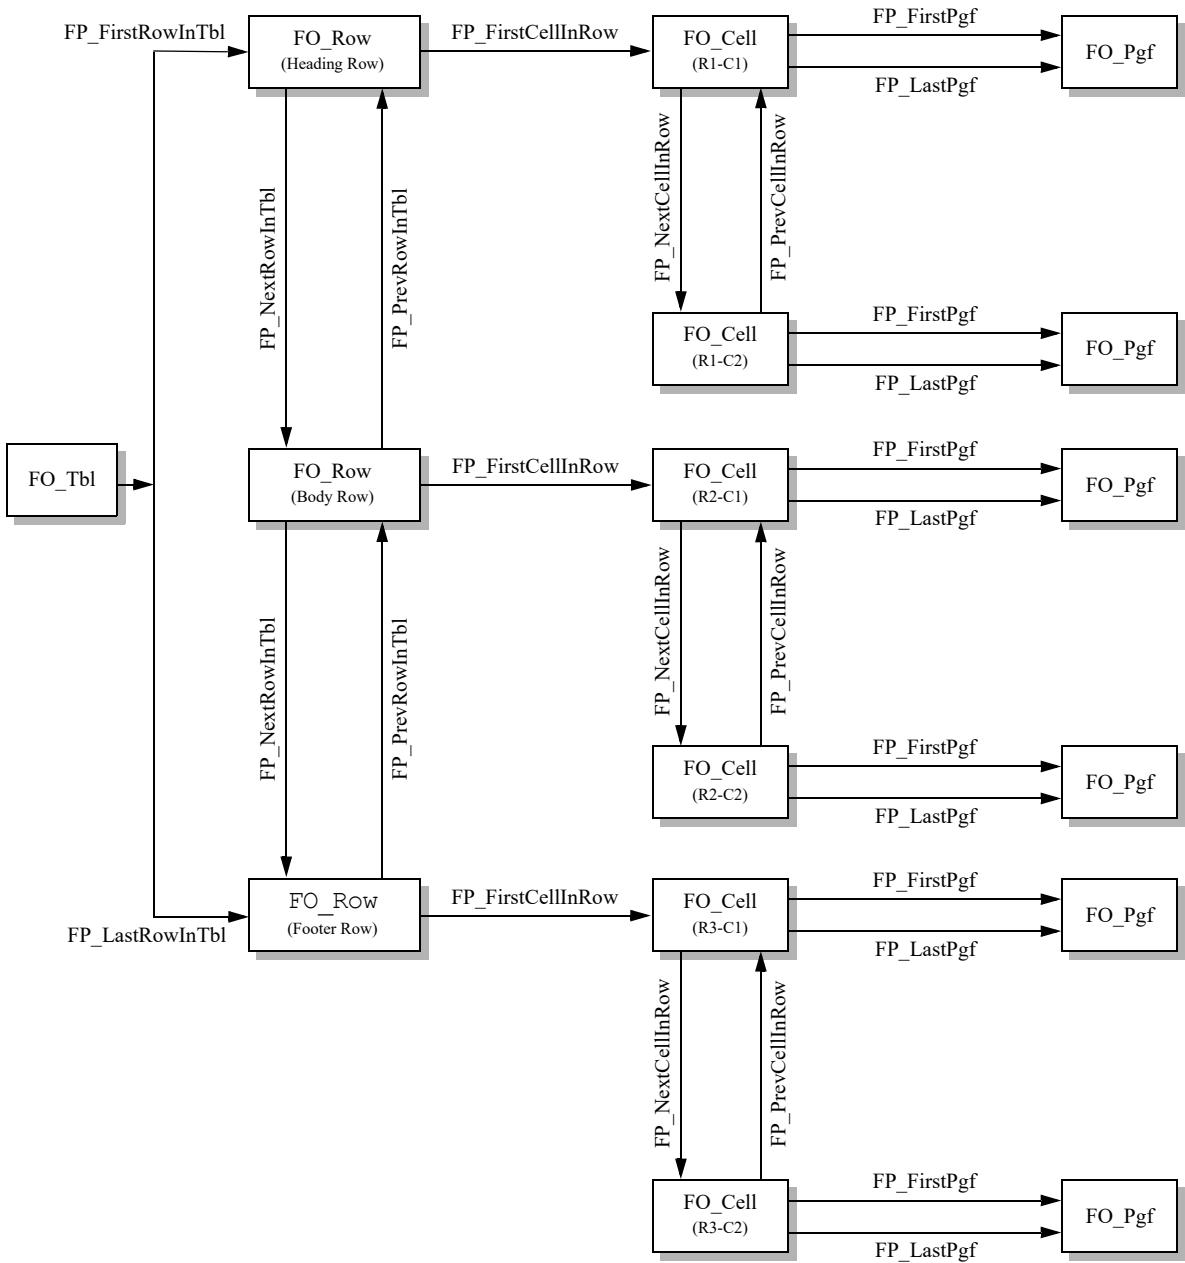 FP_FirstRowInTbl
FO_Row
(Heading Row)
FP_FirstCellInRow
FO_Cell
(R1-C1)
FP_FirstPgf
FP_LastPgf
FO_Pgf
FP_NextRowInTbl
FP_PrevRowInTbl
FP_NextCellInRow
FP_PrevCellInRow
FO_Cell
(R1-C2)
FP_FirstPgf
FP_LastPgf
FO_Pgf
FO_Tbl
FO_Row
(Body Row)
FP_FirstCellInRow
FO_Cell
(R2-C1)
FP_FirstPgf
FP_LastPgf
FO_Pgf
FP_NextRowInTbl
FP_PrevRowInTbl
FP_NextCellInRow
FP_PrevCellInRow
FO_Cell
(R2-C2)
FP_FirstPgf
FP_LastPgf
FO_Pgf
FP_LastRowInTbl
FO_Row
(Footer Row)
FP_FirstCellInRow
FO_Cell
(R3-C1)
FP_FirstPgf
FP_LastPgf
FO_Pgf
FP_NextCellInRow
FP_PrevCellInRow
FO_Cell
(R3-C2)
FP_FirstPgf
FP_LastPgf
FO_Pgf